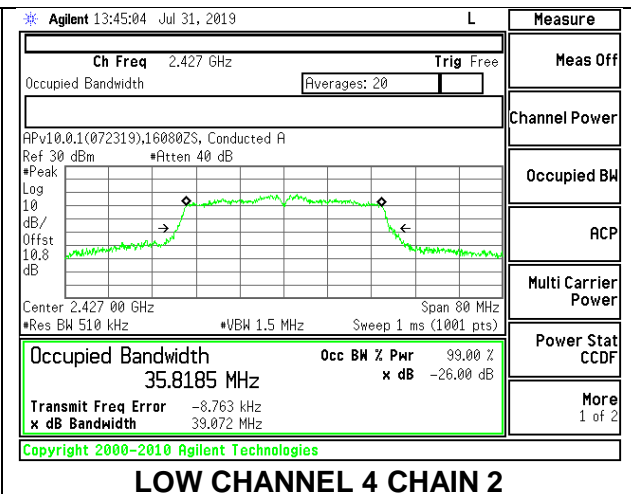 Agilent 13:45:04 Jul 31, 2019 L
Measure
Ch Freq 2.427 GHz Trig Free
Occupied Bandwidth Averages: 20
Meas Off
Channel Power
Occupied BW
ACP
Multi Carrier
Power
Power Stat
CCDF
More
1 of 2
APv10.0.1(072319),16080ZS, Conducted A
Ref 30 dBm #Atten 40 dB
#Peak
Log
10
dB/
Offst
10.8
dB
Center 2.427 00 GHz Span 80 MHz
#Res BW 510 kHz #VBW 1.5 MHz Sweep 1 ms (1001 pts)
Occupied Bandwidth Occ BW % Pwr 99.00 %
35.8185 MHz x dB -26.00 dB
Transmit Freq Error -8.763 kHz
x dB Bandwidth 39.072 MHz
Copyright 2000-2010 Agilent Technologies
LOW CHANNEL 4 CHAIN 2